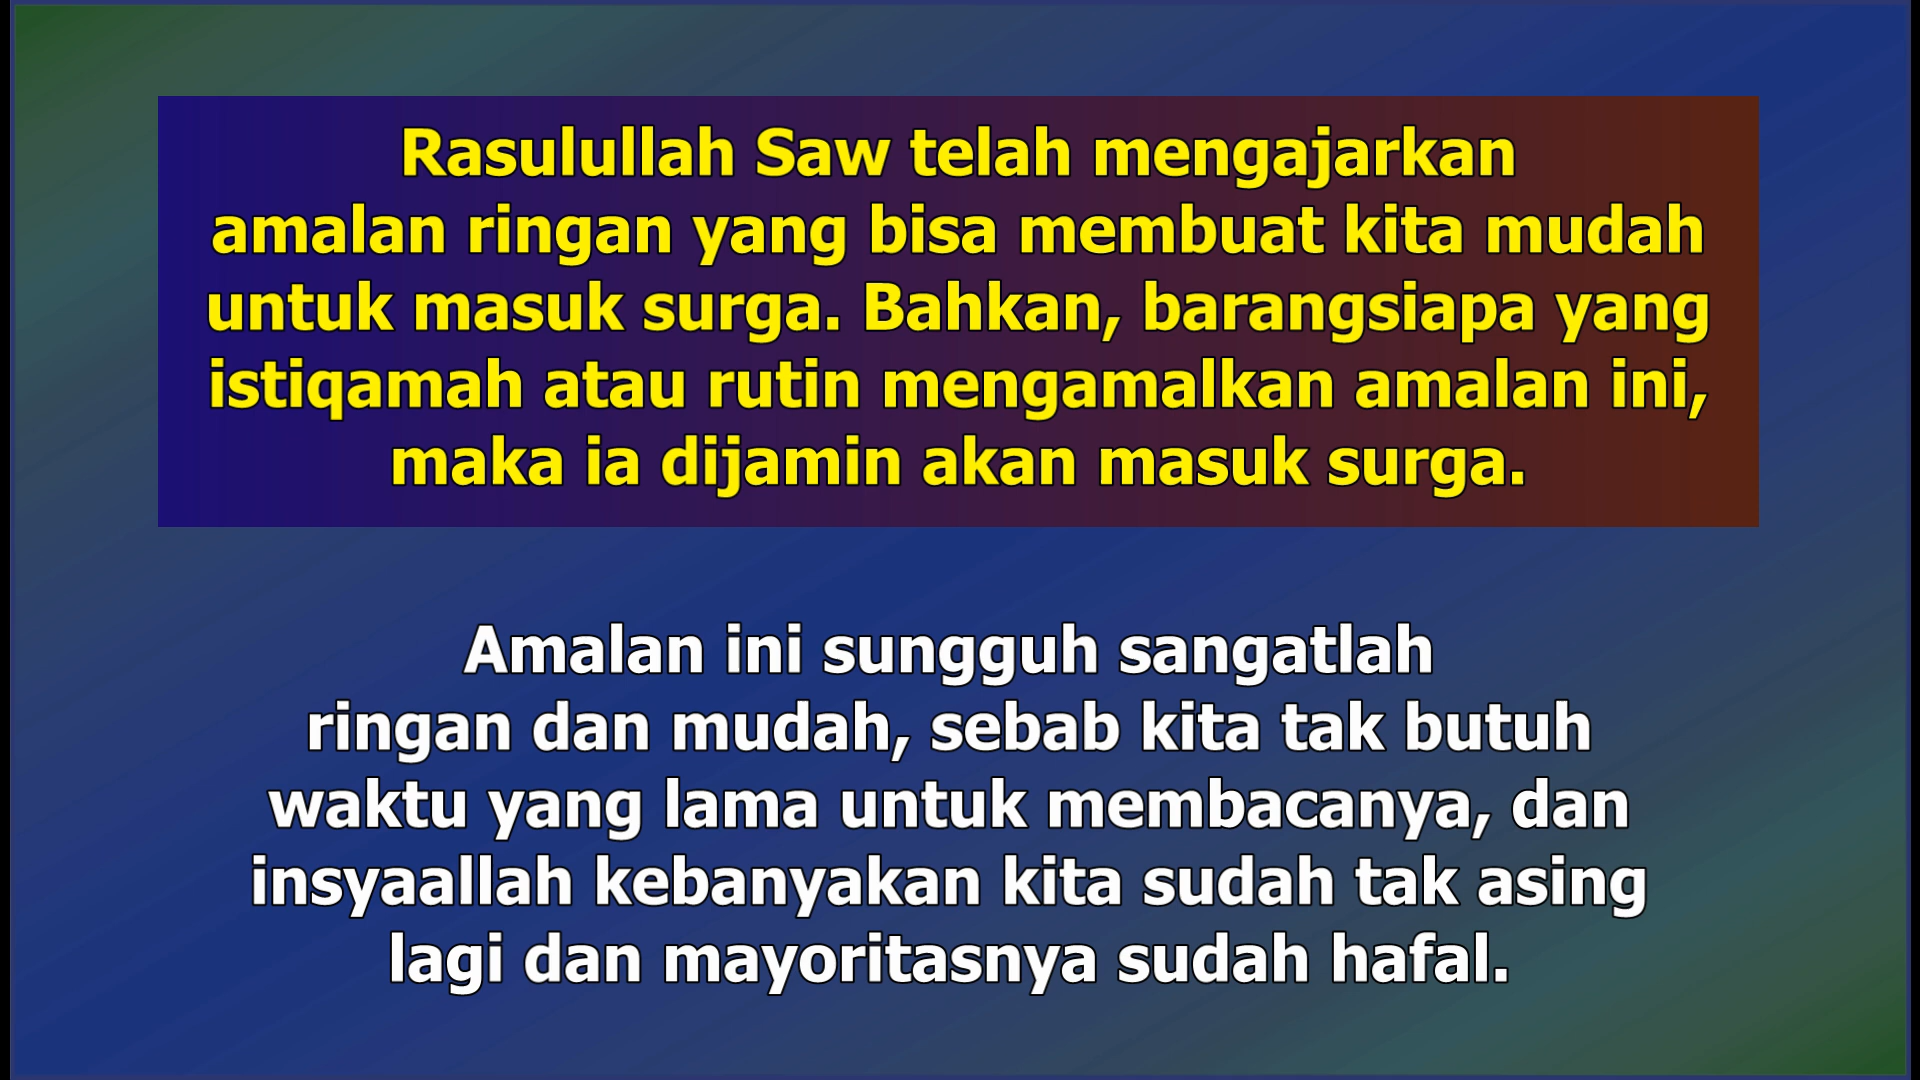 Rasulullah Saw telah mengajarkan
amalan ringan yang bisa membuat kita mudah
untuk masuk surga. Bahkan, barangsiapa yang
istiqamah atau rutin mengamalkan amalan ini,
maka ia dijamin akan masuk surga.
Amalan ini sungguh sangatlah
ringan dan mudah, sebab kita tak butuh
waktu yang lama untuk membacanya, dan
insyaallah kebanyakan kita sudah tak asing
lagi dan mayoritasnya sudah hafal.